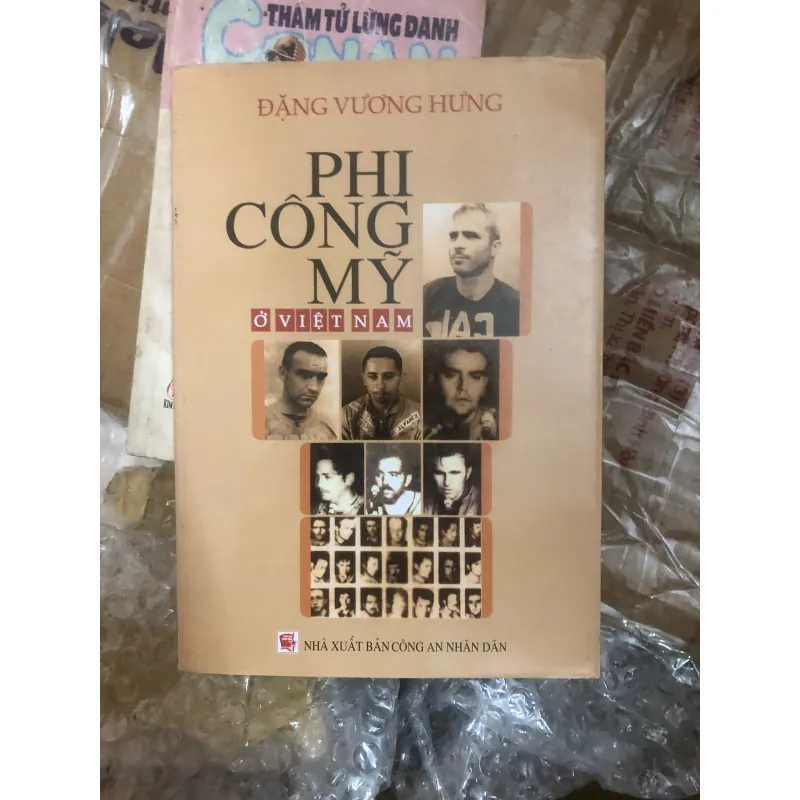 THÁM TỬ LỪNG DANH
CONAN
ĐẶNG VƯƠNG HƯNG
PHI
CÔNG
MỸ
Ở VIỆT NAM
NHÀ XUẤT BẢN CÔNG AN NHÂN DÂN